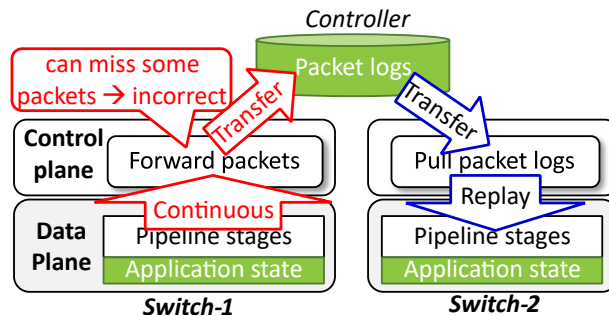 Controller
Packet logs
can miss some
packets → incorrect
Transfer
Transfer
Control
plane
Forward packets
Pull packet logs
Continuous
Replay
Data
Plane
Pipeline stages
Application state
Pipeline stages
Application state
Switch-1
Switch-2